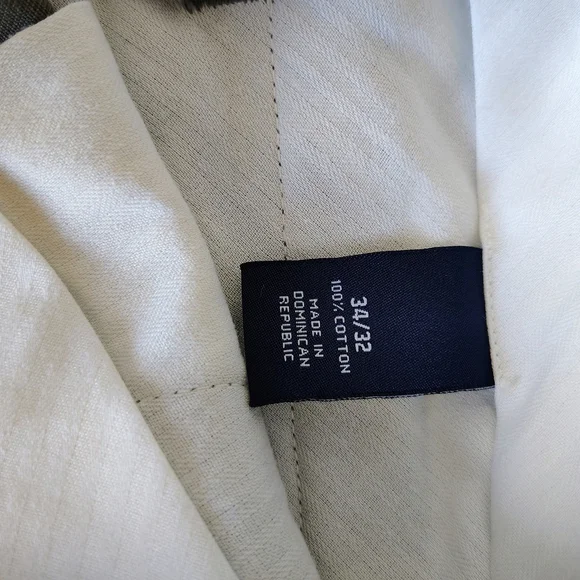 34/32
100% COTTON
MADE IN
DOMINICAN
REPUBLIC